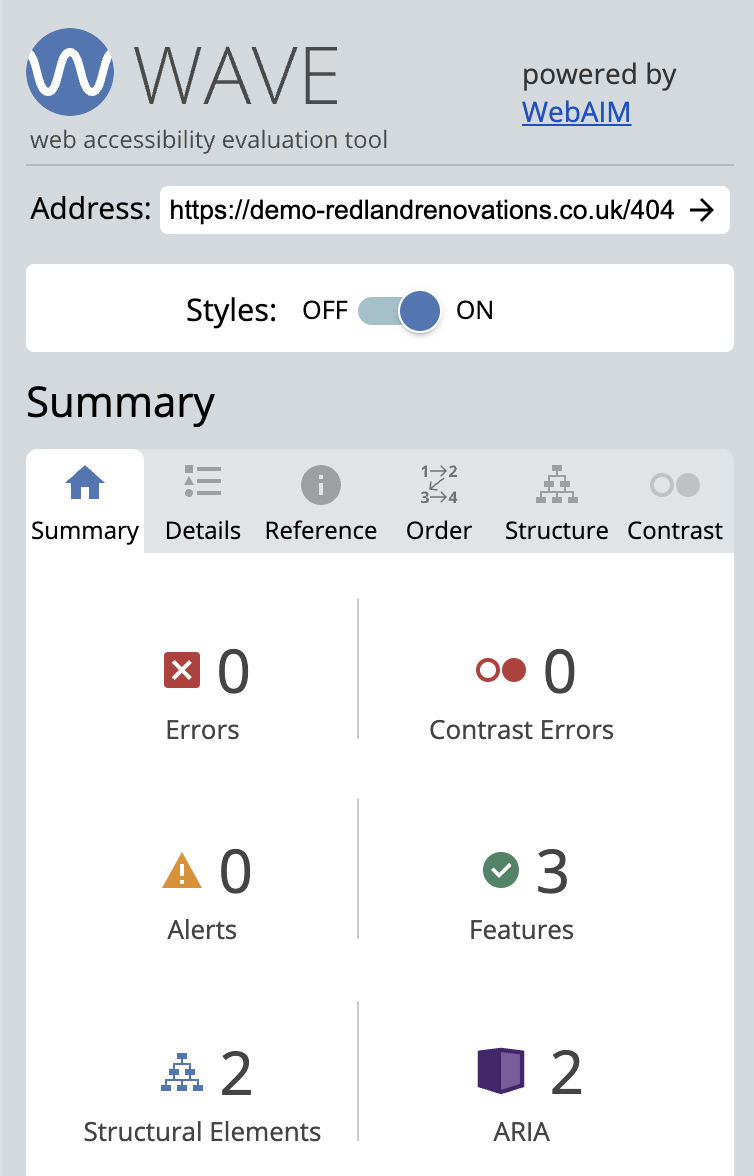 WAVE
powered by
WebAIM
web accessibility evaluation tool
Address: https://demo-redlandrenovations.co.uk/404
Styles: OFF ON
Summary
Summary Details Reference Order Structure Contrast
1→2
3→4
0 0
Errors Contrast Errors
0 3
Alerts Features
2 2
Structural Elements ARIA